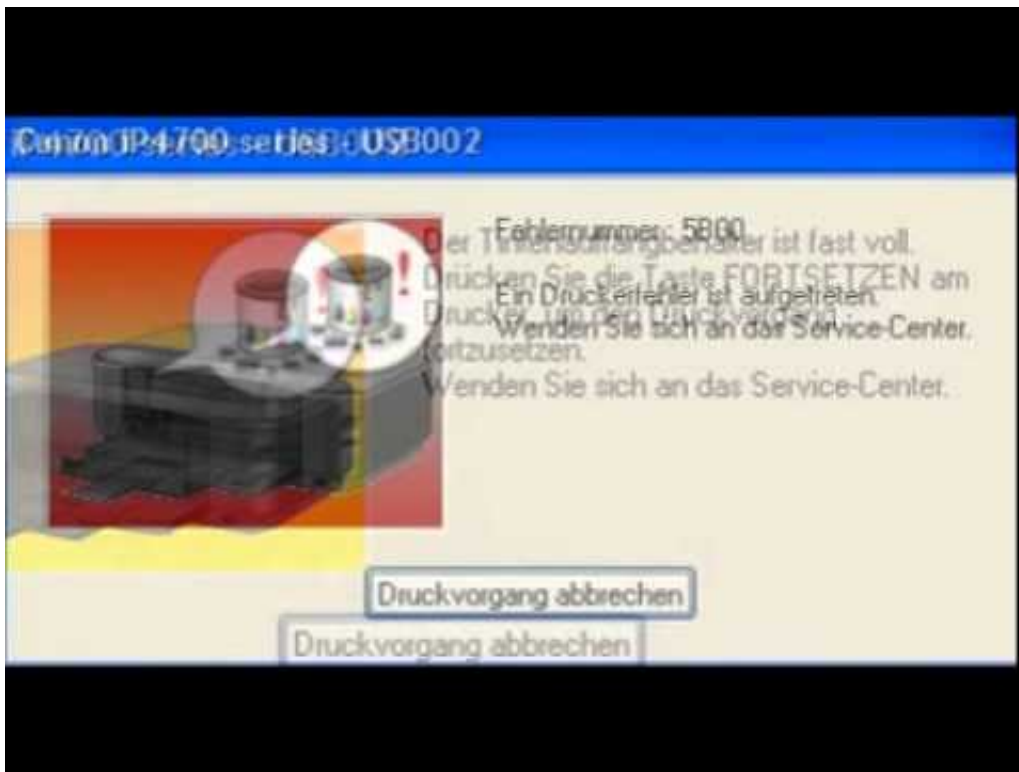 Canon iP4700 series - USB002
Fehlernummer : 5B00
Ein Druckerfehler ist aufgetreten.
Wenden Sie sich an das Service-Center.
Der Tintenauffangbehälter ist fast voll.
Drücken Sie die Taste FORTSETZEN am
Drucker, um den Druckvorgang
fortzusetzen.
Wenden Sie sich an das Service-Center.
Druckvorgang abbrechen
Druckvorgang abbrechen